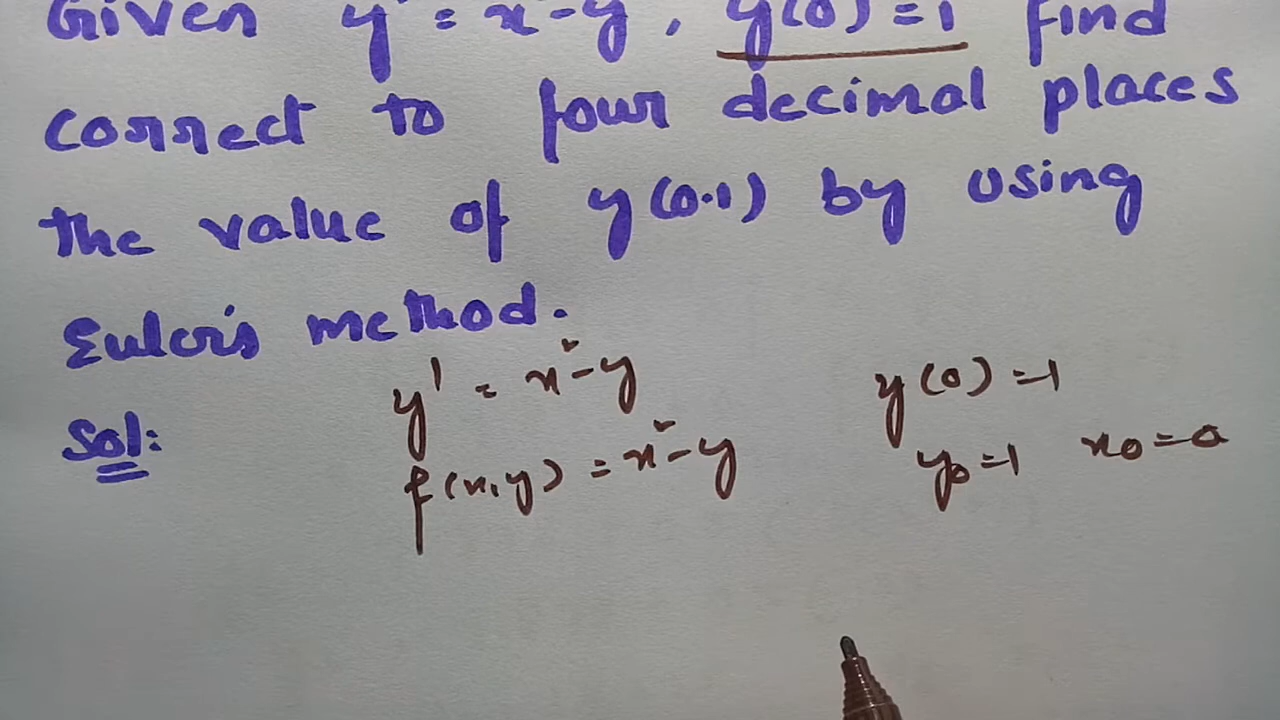 Given y' = x²-y, y(0)=1 find
correct to four decimal places
the value of y(0.1) by using
Euler's method.
Sol:
y' = x²-y
y(0)=1
f(x,y) = x²-y
y₀=1 x₀=0